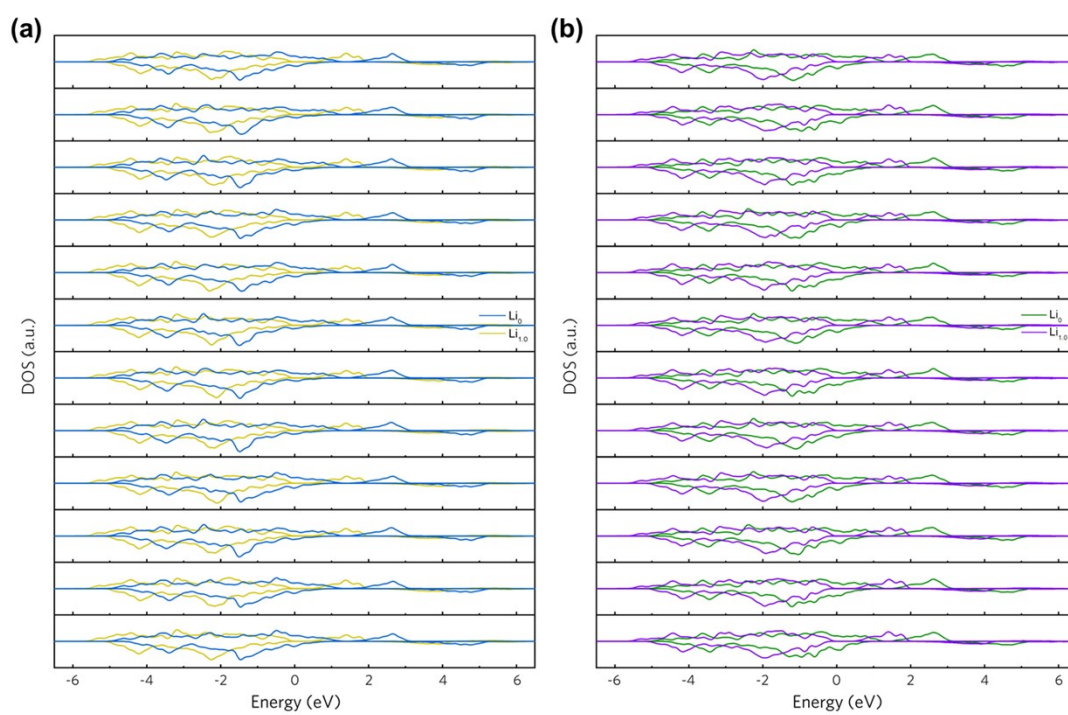 (a)
DOS (a.u.)
Li₀
Li₁.₀
-6 -4 -2 0 2 4 6
Energy (eV)
(b)
DOS (a.u.)
Li₀
Li₁.₀
-6 -4 -2 0 2 4 6
Energy (eV)